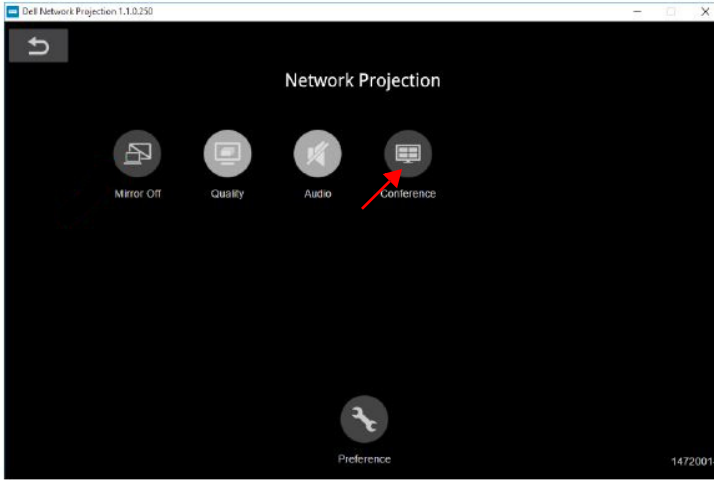 Dell Network Projection 1.1.0.250
Network Projection
Mirror Off
Quality
Audio
Conference
Preference
1472001